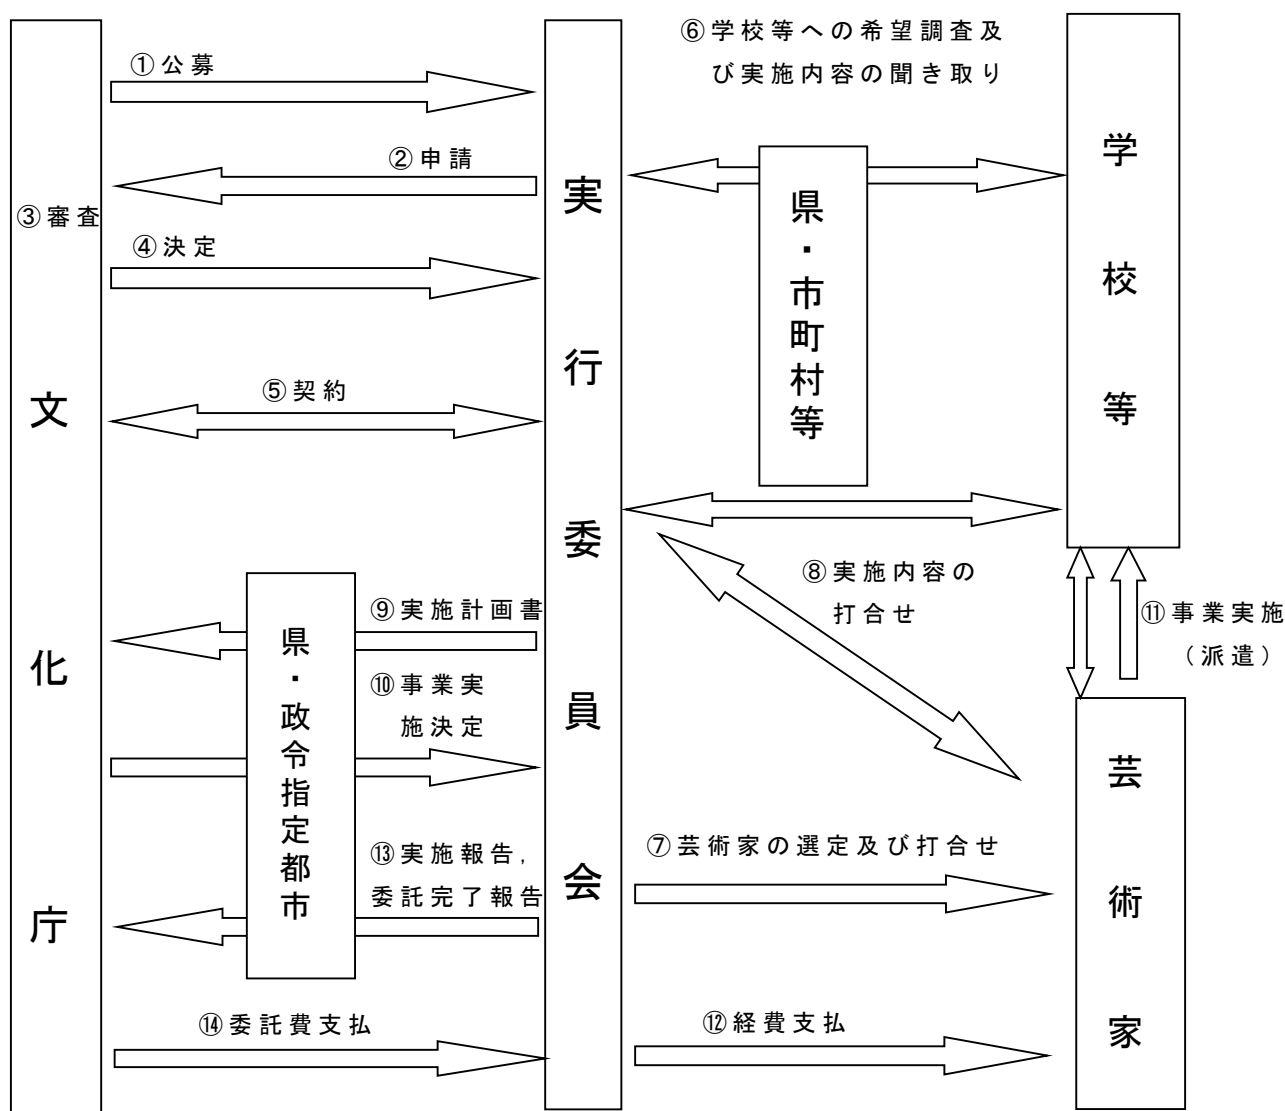 ①公募
②申請
③審査
④決定
⑤契約
文化庁
実行委員会
⑥学校等への希望調査及
び実施内容の聞き取り
県・市町村等
学校等
⑧実施内容の
打合せ
⑪事業実施
（派遣）
⑨実施計画書
⑩事業実
施決定
県・政令指定都市
⑬実施報告，
委託完了報告
⑦芸術家の選定及び打合せ
芸術家
⑭委託費支払
⑫経費支払